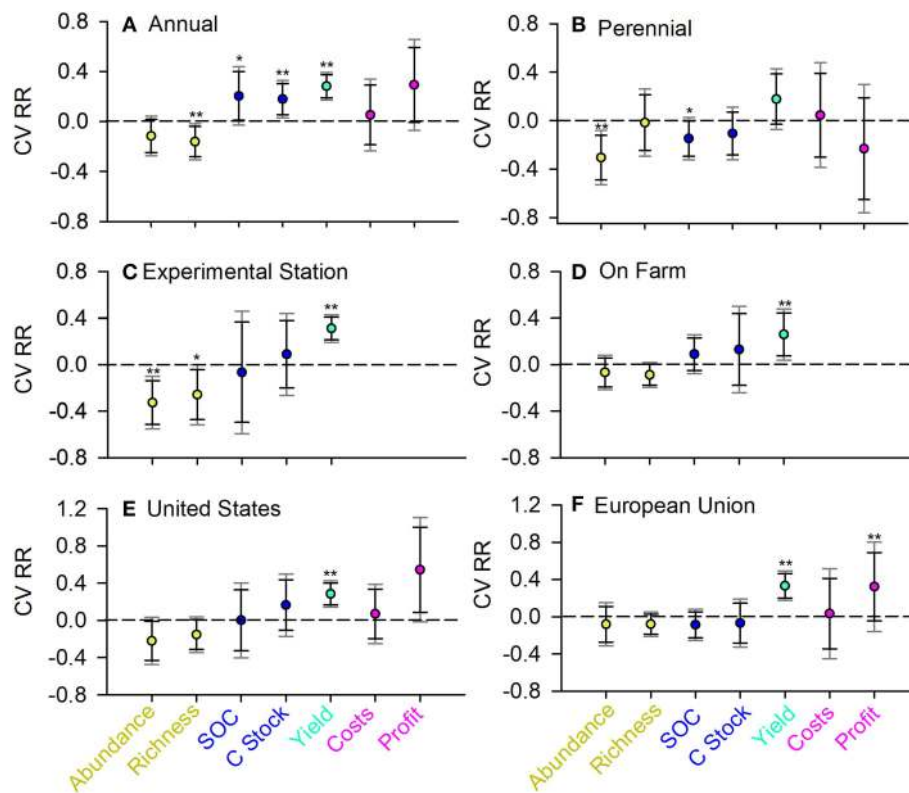 A Annual
0.8
0.4
0.0
-0.4
-0.8
CV RR
*
**
**
**
B Perennial
0.8
0.4
0.0
-0.4
-0.8
CV RR
**
*
C Experimental Station
0.8
0.4
0.0
-0.4
-0.8
CV RR
**
*
**
D On Farm
0.8
0.4
0.0
-0.4
-0.8
CV RR
**
E United States
1.2
0.8
0.4
0.0
-0.4
-0.8
CV RR
**
F European Union
1.2
0.8
0.4
0.0
-0.4
-0.8
CV RR
**
**
Abundance
Richness
SOC
C Stock
Yield
Costs
Profit
Abundance
Richness
SOC
C Stock
Yield
Costs
Profit